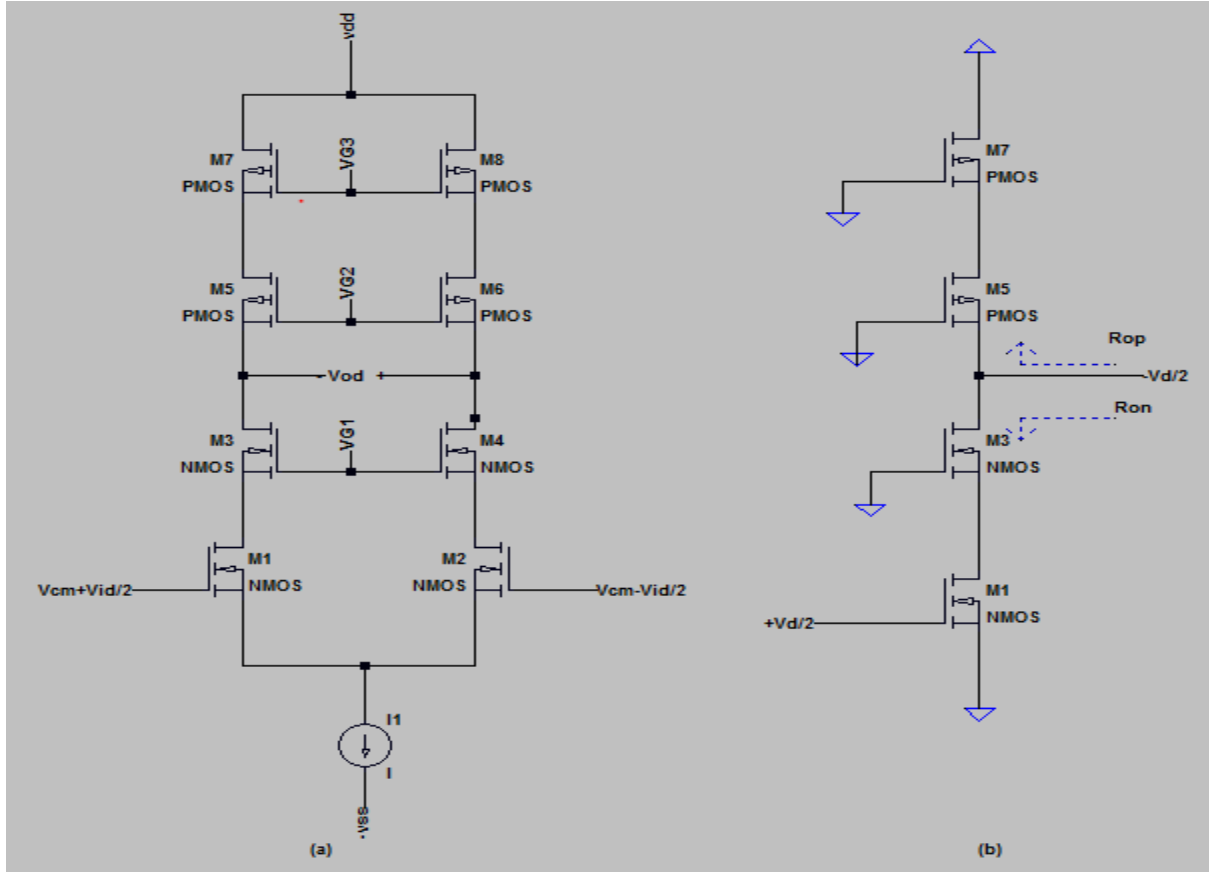 vdd
M7
PMOS
VG3
M8
PMOS
M5
PMOS
VG2
M6
PMOS
-Vod +
M3
NMOS
VG1
M4
NMOS
M1
NMOS
M2
NMOS
Vcm+Vid/2
Vcm-Vid/2
I1
I
-vss
(a)
M7
PMOS
M5
PMOS
Rop
-Vd/2
Ron
M3
NMOS
M1
NMOS
+Vd/2
(b)